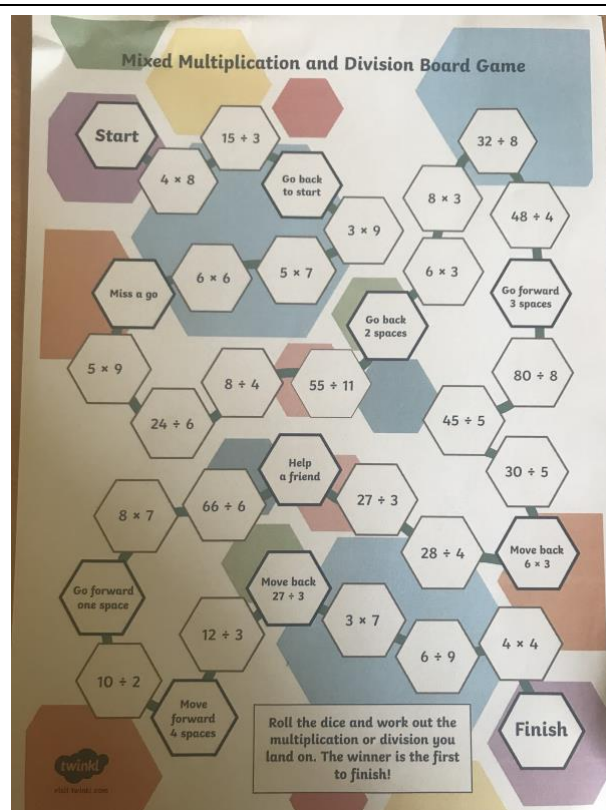 Mixed Multiplication and Division Board Game
Start
4 × 8
15 ÷ 3
Go back
to start
3 × 9
5 × 7
6 × 6
Miss a go
5 × 9
24 ÷ 6
8 ÷ 4
55 ÷ 11
Go back
2 spaces
6 × 3
8 × 3
32 ÷ 8
48 ÷ 4
Go forward
3 spaces
80 ÷ 8
45 ÷ 5
30 ÷ 5
Move back
6 × 3
28 ÷ 4
27 ÷ 3
Help
a friend
66 ÷ 6
8 × 7
Go forward
one space
10 ÷ 2
Move
forward
4 spaces
12 ÷ 3
Move back
27 ÷ 3
3 × 7
6 ÷ 9
4 × 4
Finish
Roll the dice and work out the
multiplication or division you
land on. The winner is the first
to finish!
twinkl
visit twinkl.com